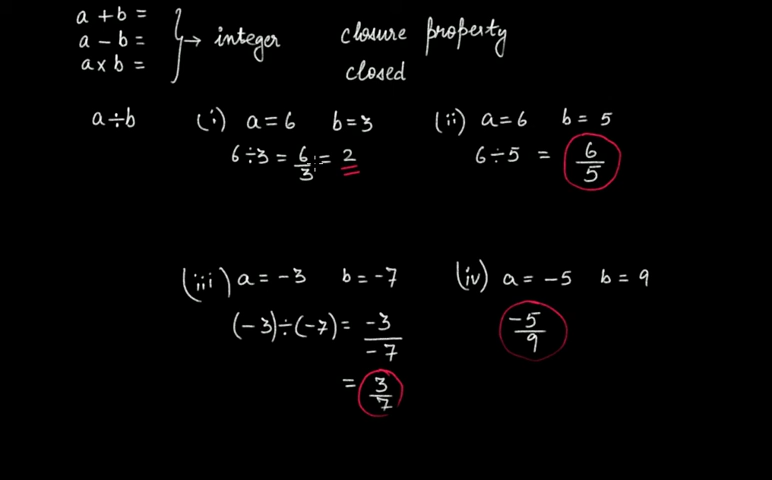 a + b =
a − b = → integer closure property
a × b = closed
a ÷ b (i) a = 6 b = 3 (ii) a = 6 b = 5
6 ÷ 3 = 6/3 = 2 6 ÷ 5 = 6/5
(iii) a = −3 b = −7 (iv) a = −5 b = 9
(−3) ÷ (−7) = −3/−7 −5/9
= 3/7